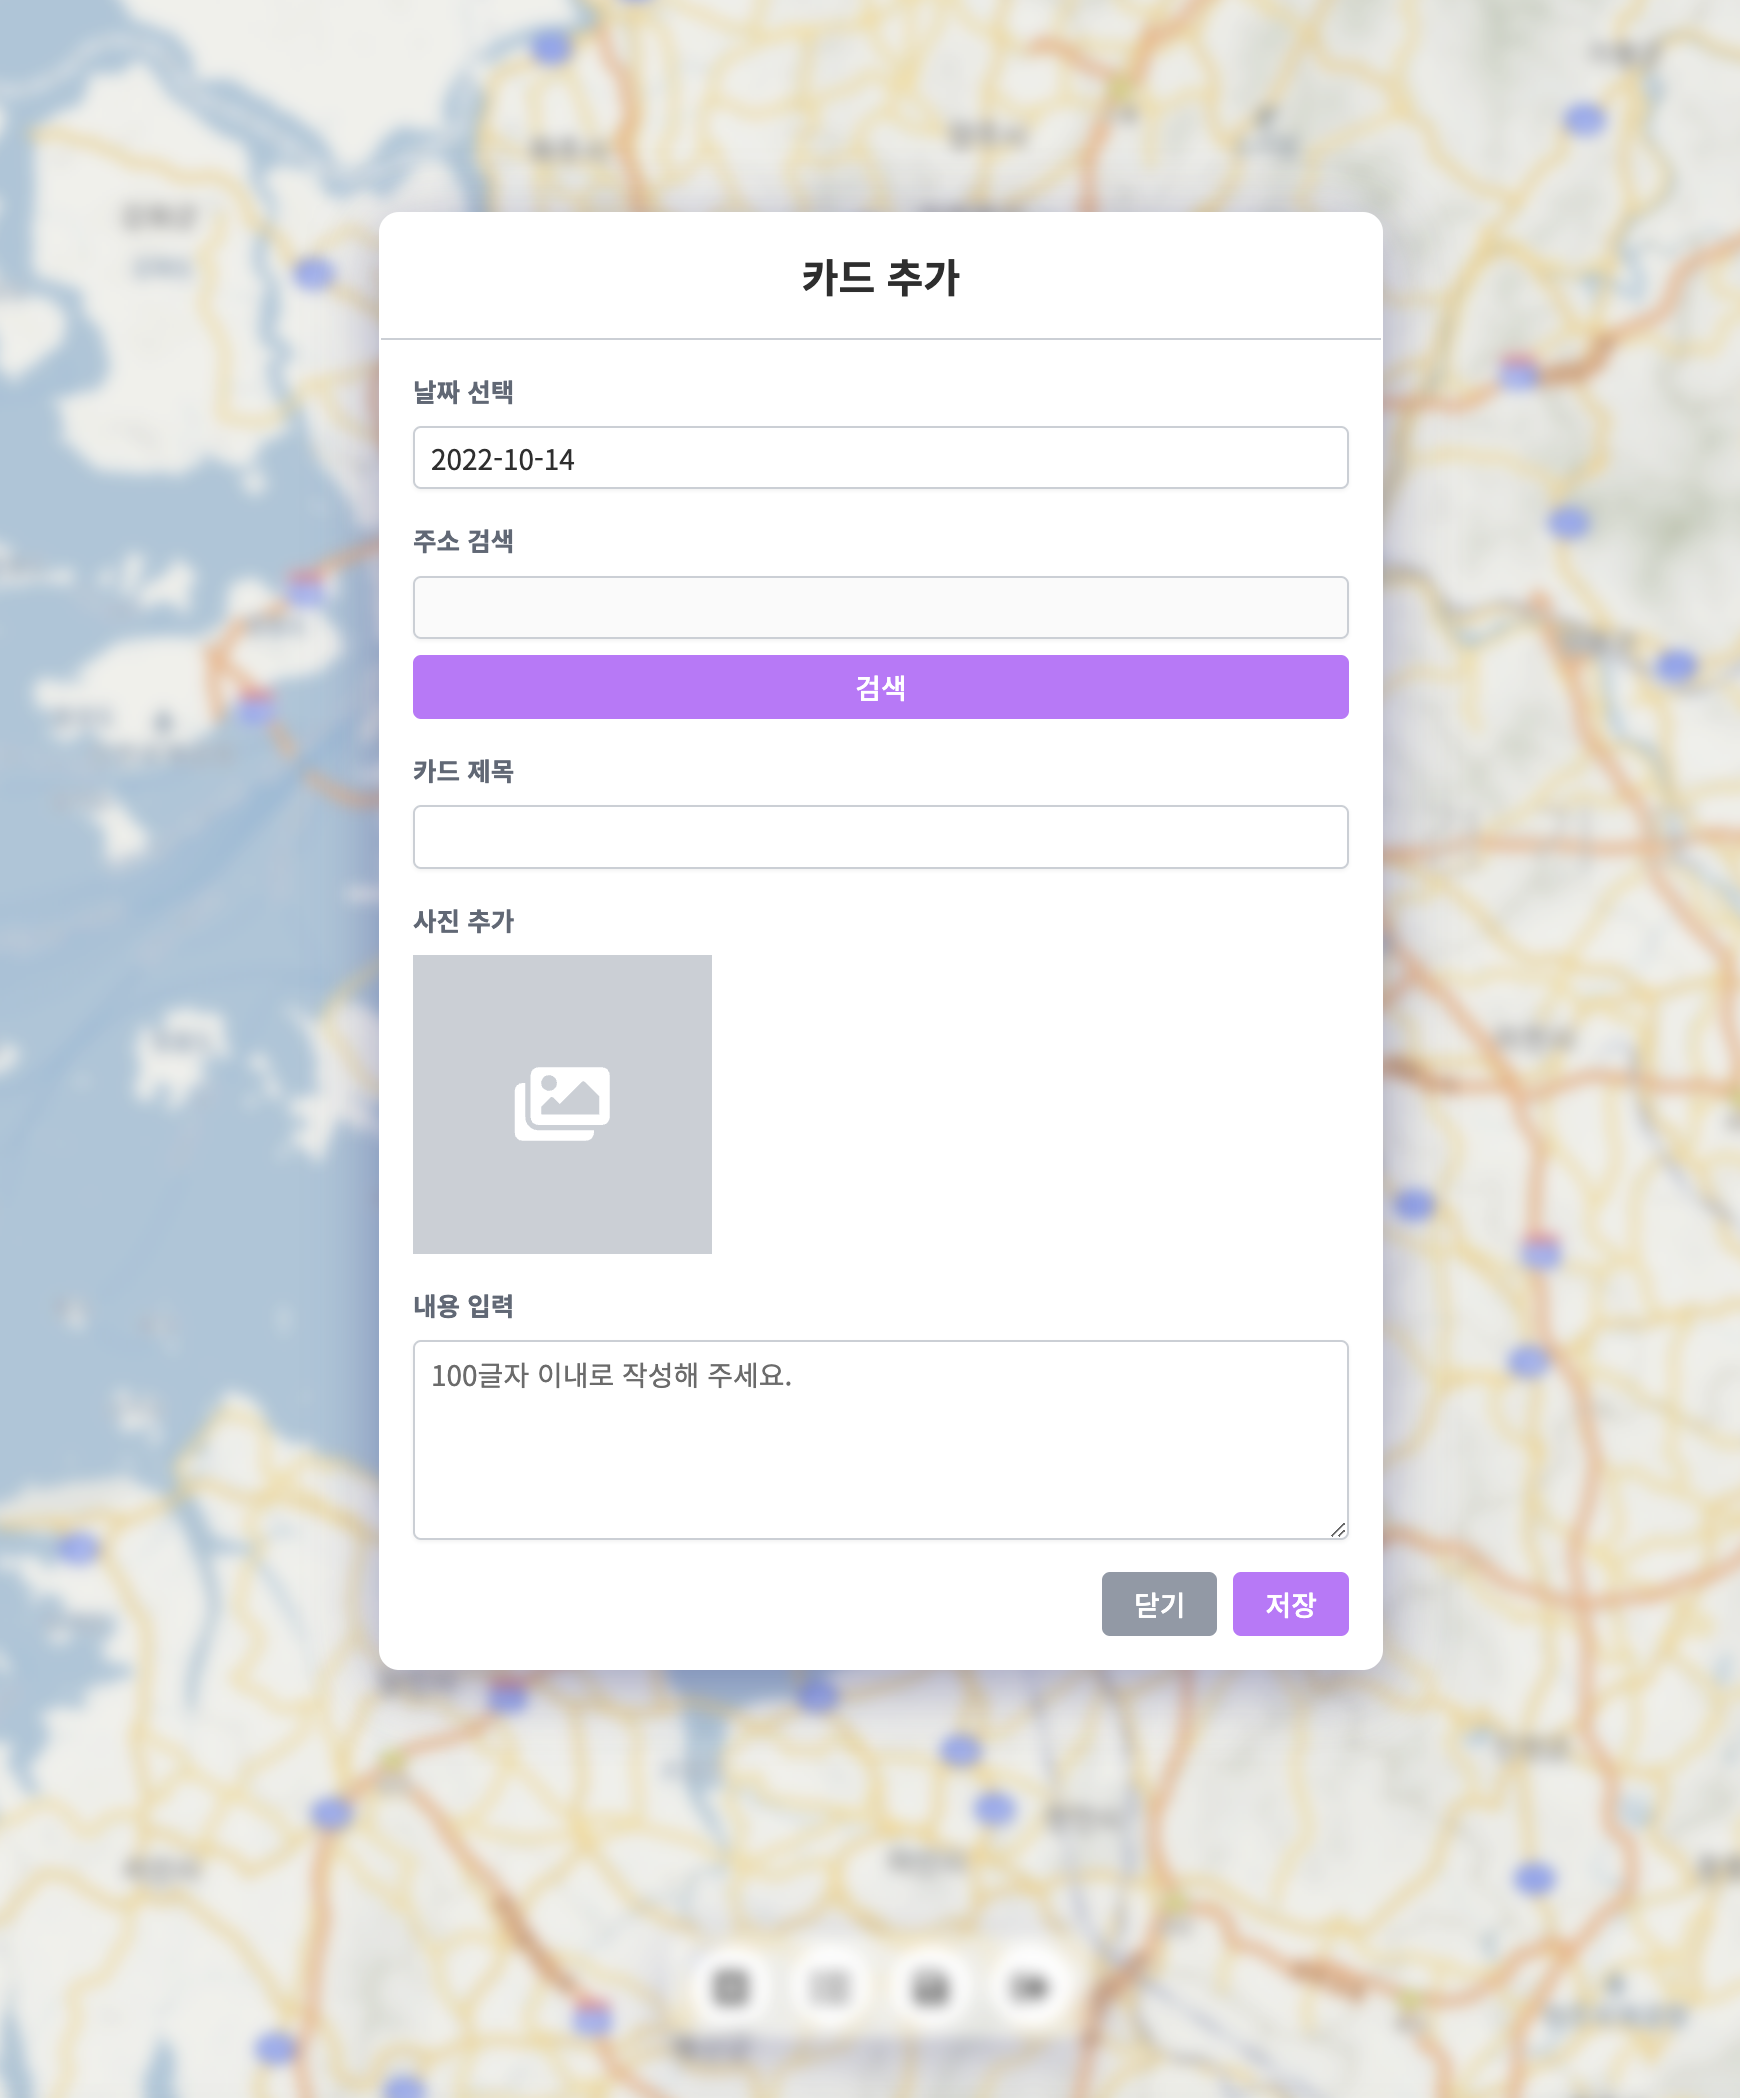 카드 추가
날짜 선택
2022-10-14
주소 검색
검색
카드 제목
사진 추가
내용 입력
100글자 이내로 작성해 주세요.
닫기
저장